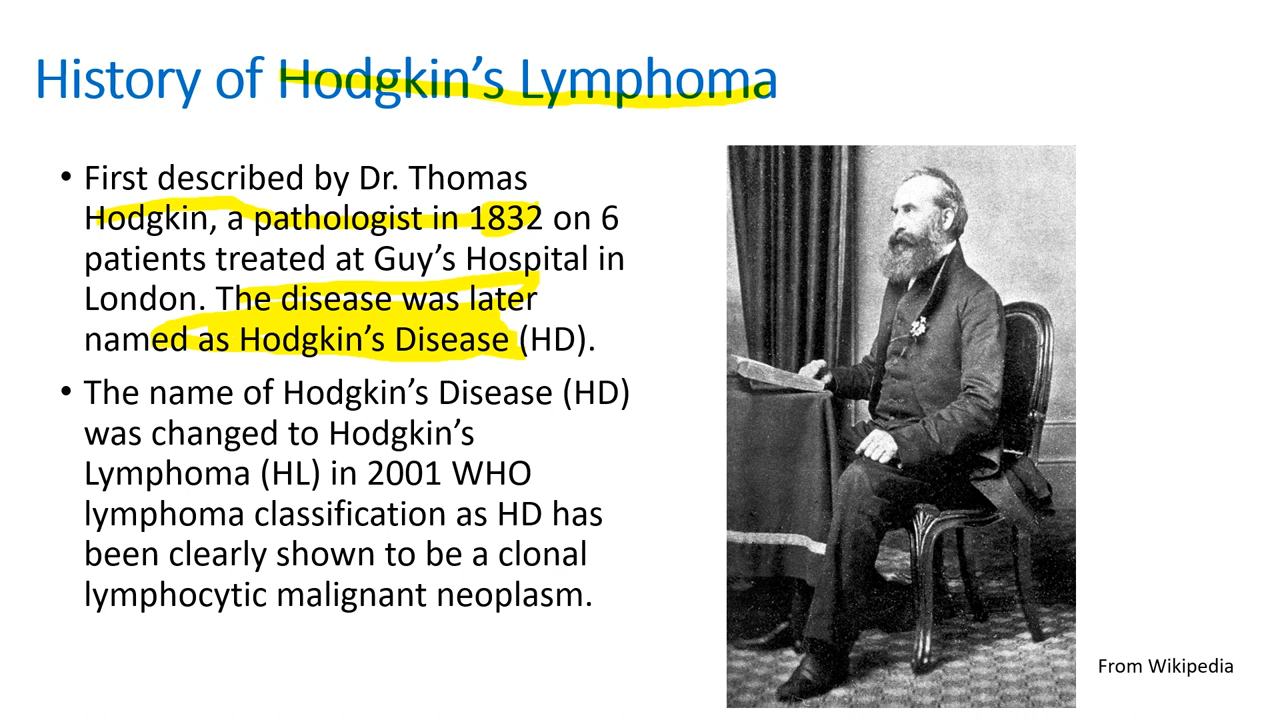 History of Hodgkin’s Lymphoma
• First described by Dr. Thomas
Hodgkin, a pathologist in 1832 on 6
patients treated at Guy’s Hospital in
London. The disease was later
named as Hodgkin’s Disease (HD).
• The name of Hodgkin’s Disease (HD)
was changed to Hodgkin’s
Lymphoma (HL) in 2001 WHO
lymphoma classification as HD has
been clearly shown to be a clonal
lymphocytic malignant neoplasm.
From Wikipedia